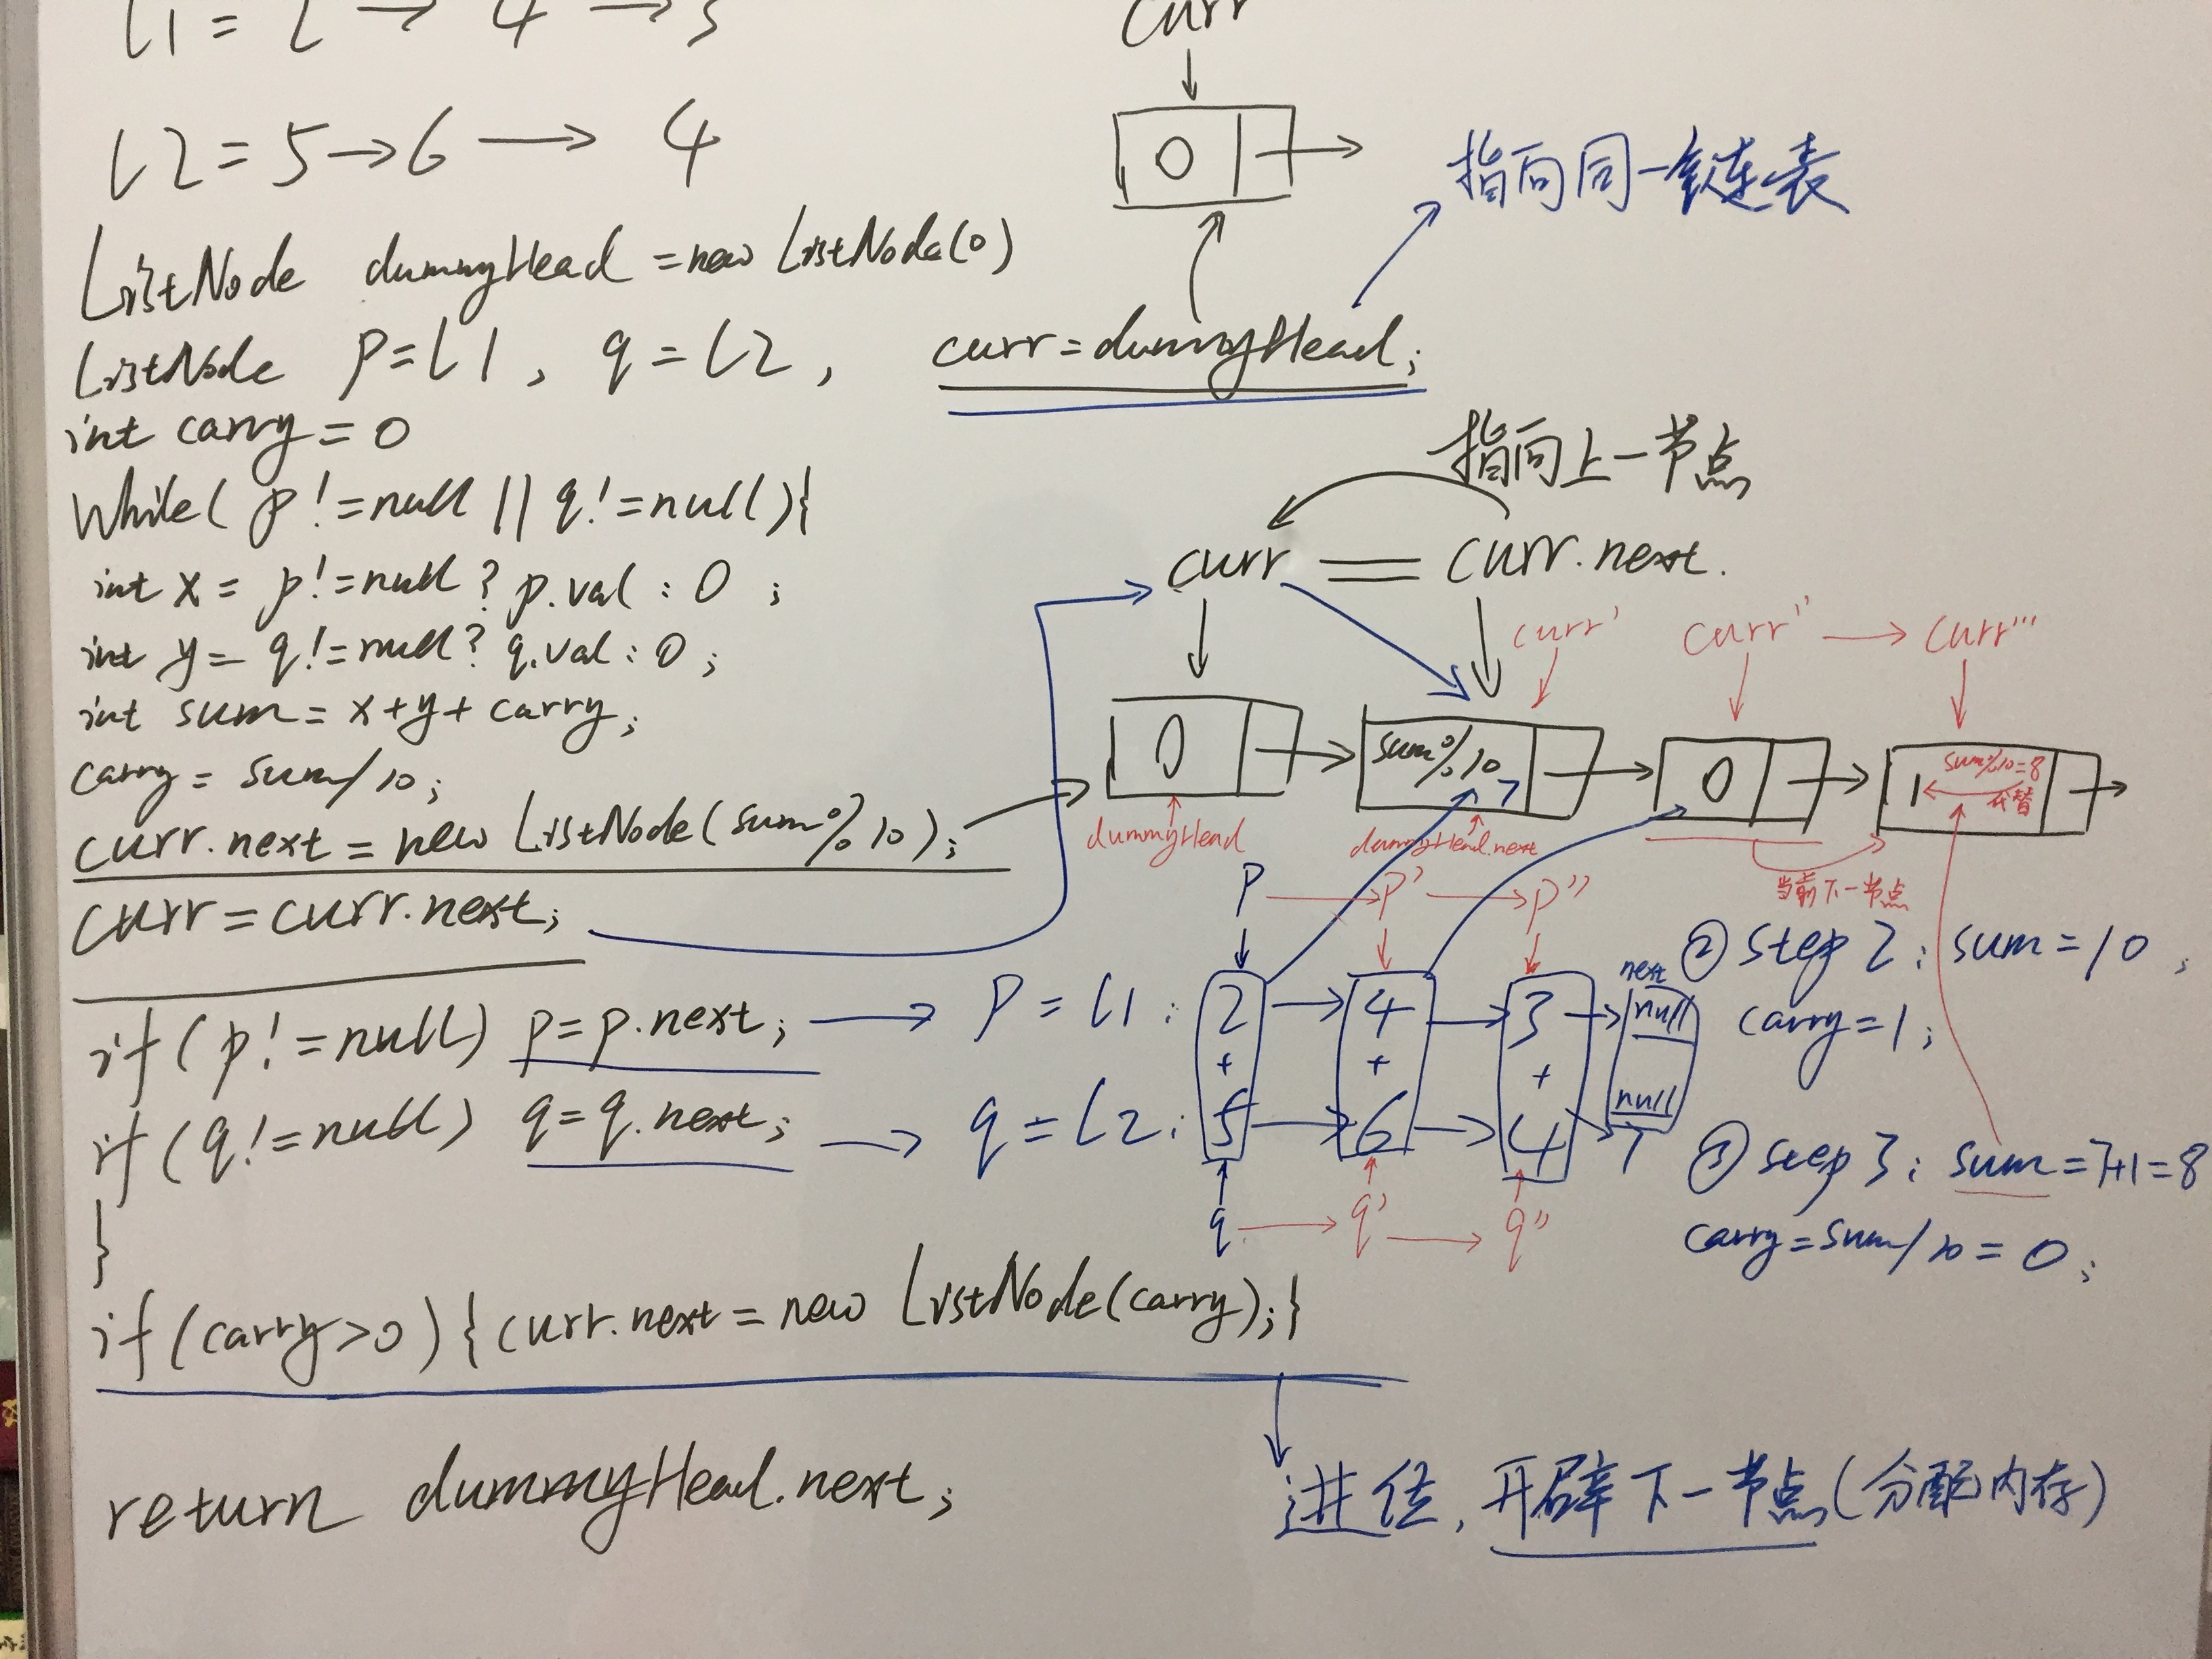 l1 = 2 → 4 → 3
l2 = 5 → 6 → 4
ListNode dummyHead = new ListNode(0)
ListNode p = l1, q = l2, curr = dummyHead;
int carry = 0
While( p != null || q != null){
int x = p != null ? p.val : 0 ;
int y = q != null ? q.val : 0 ;
int sum = x + y + carry;
carry = sum/10;
curr.next = new ListNode(sum%10);
curr = curr.next;
if( p != null) p = p.next;
if( q != null) q = q.next;
}
if(carry>0){curr.next = new ListNode(carry);}
return dummyHead.next;
curr
0
指向同一链表
指向上一节点
curr = curr.next.
curr' curr'' → curr'''
0 → sum%10 7 → 0 → 1 sum%10=8
代替
dummyHead dummyHead.next
当前下一节点
p → p' → p''
next
p = l1 : 2 → 4 → 3 → null
+ + +
q = l2 : 5 → 6 → 4 → null
7
q → q' → q''
② step 2 : sum = 10 ;
carry = 1 ;
③ step 3 : sum = 7+1 = 8
carry = sum/10 = 0 ;
进位, 开辟下一节点(分配内存)